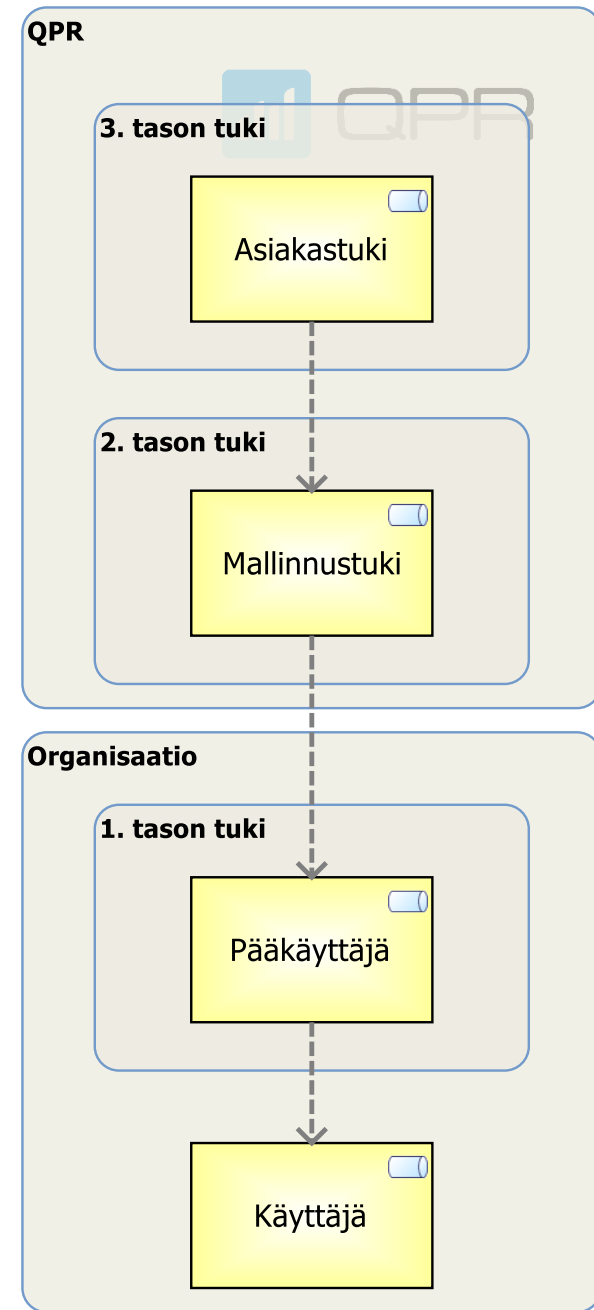 QPR
QPR
3. tason tuki
Asiakastuki
2. tason tuki
Mallinnustuki
Organisaatio
1. tason tuki
Pääkäyttäjä
Käyttäjä